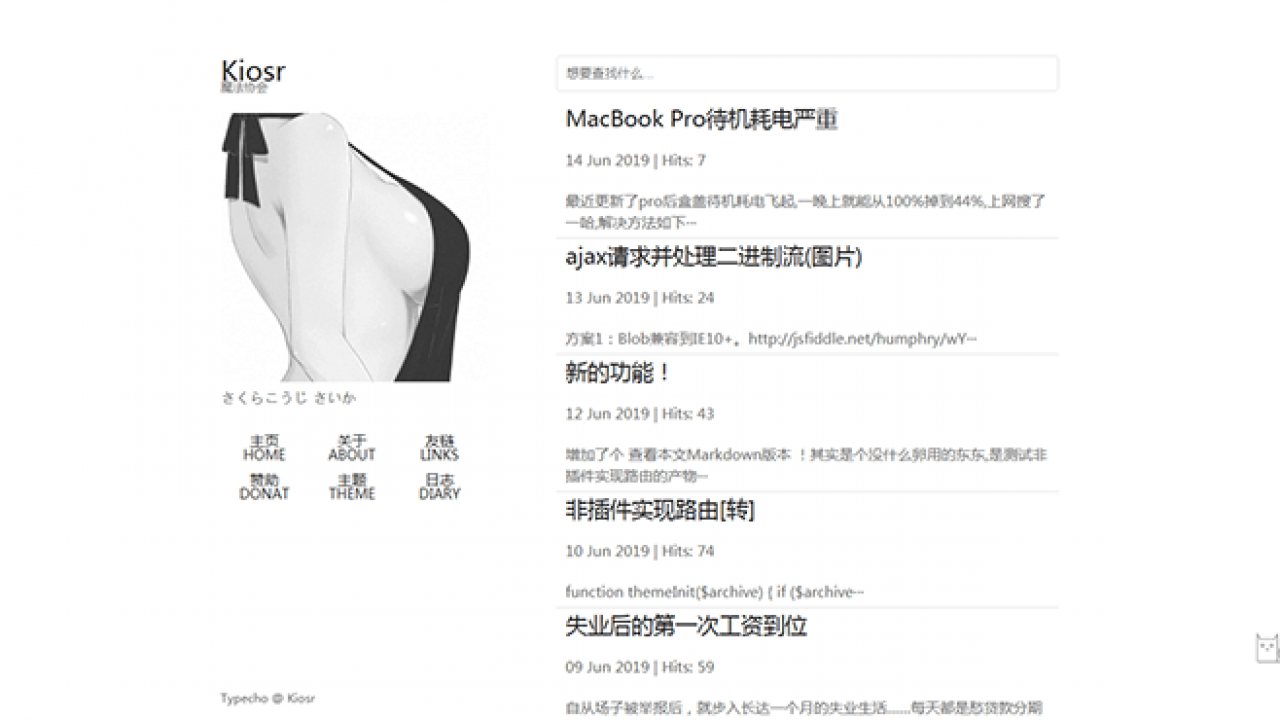 Kiosr
魔法协会
さくらこうじ さいか
主页
HOME
关于
ABOUT
友链
LINKS
赞助
DONAT
主题
THEME
日志
DIARY
Typecho @ Kiosr
想要查找什么...
MacBook Pro待机耗电严重
14 Jun 2019 | Hits: 7
最近更新了pro后盒盖待机耗电飞起,一晚上就能从100%掉到44%,上网搜了
一哈,解决方法如下···
ajax请求并处理二进制流(图片)
13 Jun 2019 | Hits: 24
方案1：Blob兼容到IE10+。http://jsfiddle.net/humphry/wY···
新的功能！
12 Jun 2019 | Hits: 43
增加了个 查看本文Markdown版本 ！其实是个没什么卵用的东东,是测试非
插件实现路由的产物···
非插件实现路由[转]
10 Jun 2019 | Hits: 74
function themeInit($archive) { if ($archive···
失业后的第一次工资到位
09 Jun 2019 | Hits: 59
自从场子被举报后，就步入长达一个月的失业生活......每天都是愁贷款分期